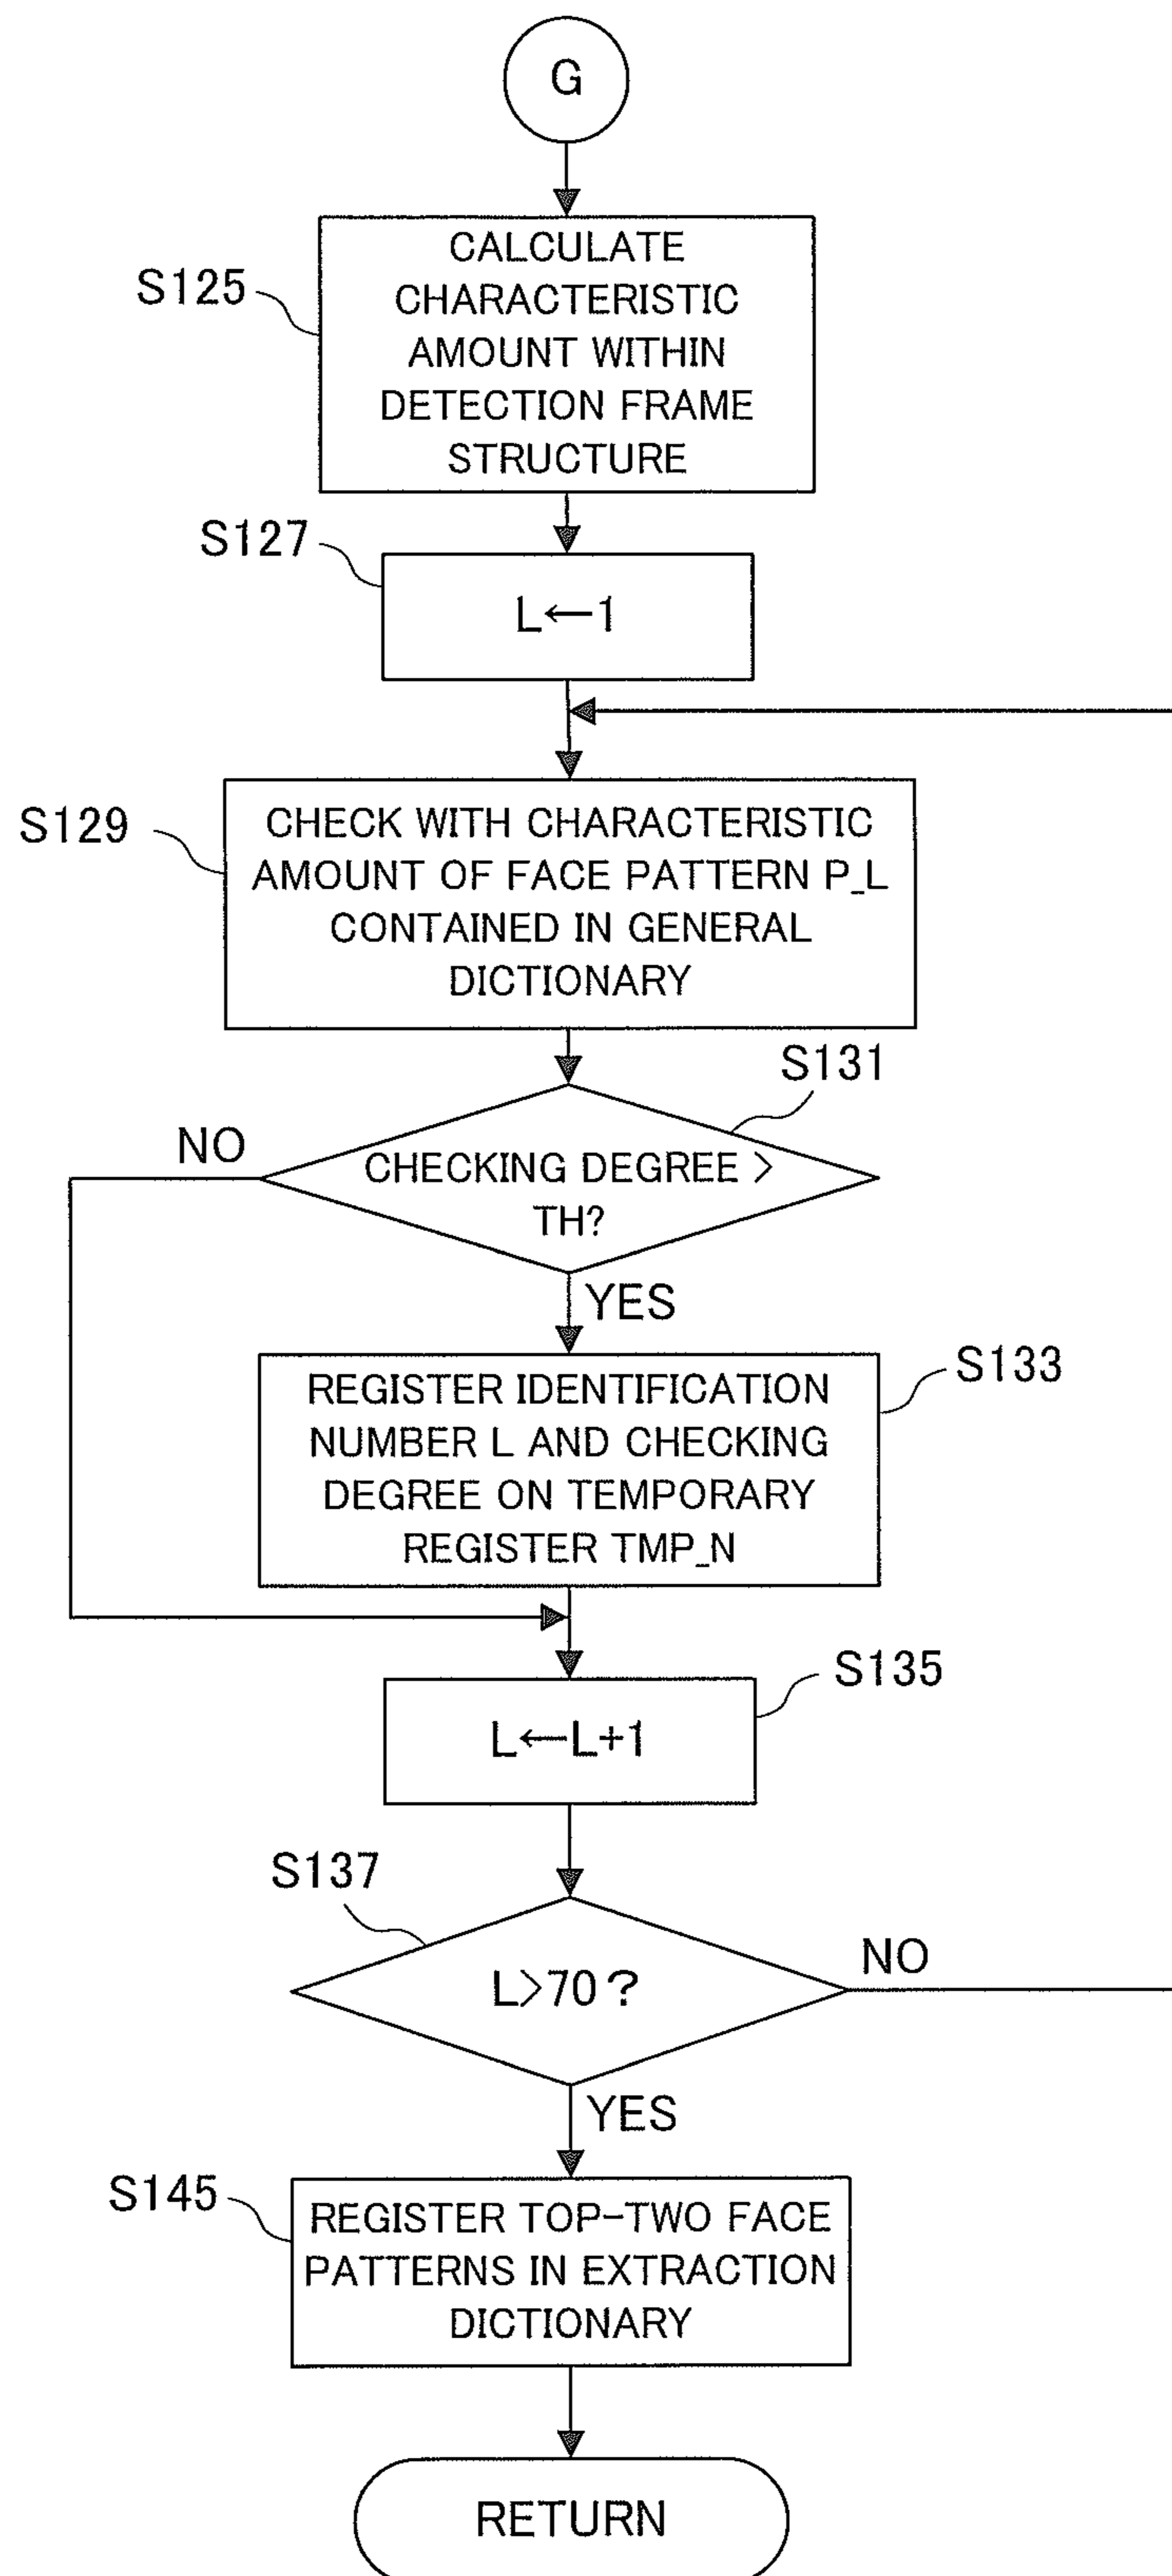 G
S125
CALCULATE
CHARACTERISTIC
AMOUNT WITHIN
DETECTION FRAME
STRUCTURE
S127
L←1
S129
CHECK WITH CHARACTERISTIC
AMOUNT OF FACE PATTERN P_L
CONTAINED IN GENERAL
DICTIONARY
S131
NO
CHECKING DEGREE >
TH?
YES
S133
REGISTER IDENTIFICATION
NUMBER L AND CHECKING
DEGREE ON TEMPORARY
REGISTER TMP_N
S135
L←L+1
S137
L>70?
NO
YES
S145
REGISTER TOP-TWO FACE
PATTERNS IN EXTRACTION
DICTIONARY
RETURN